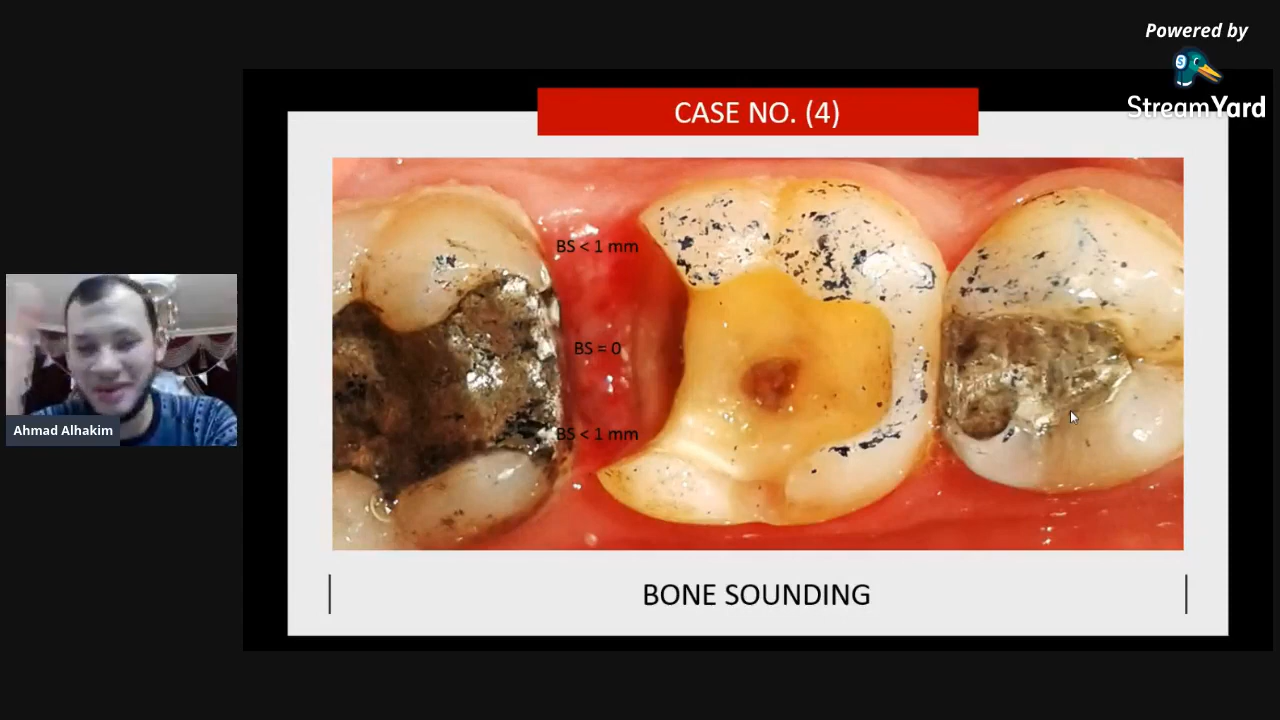 Powered by
StreamYard
CASE NO. (4)
BS < 1 mm
BS = 0
BS < 1 mm
Ahmad Alhakim
BONE SOUNDING